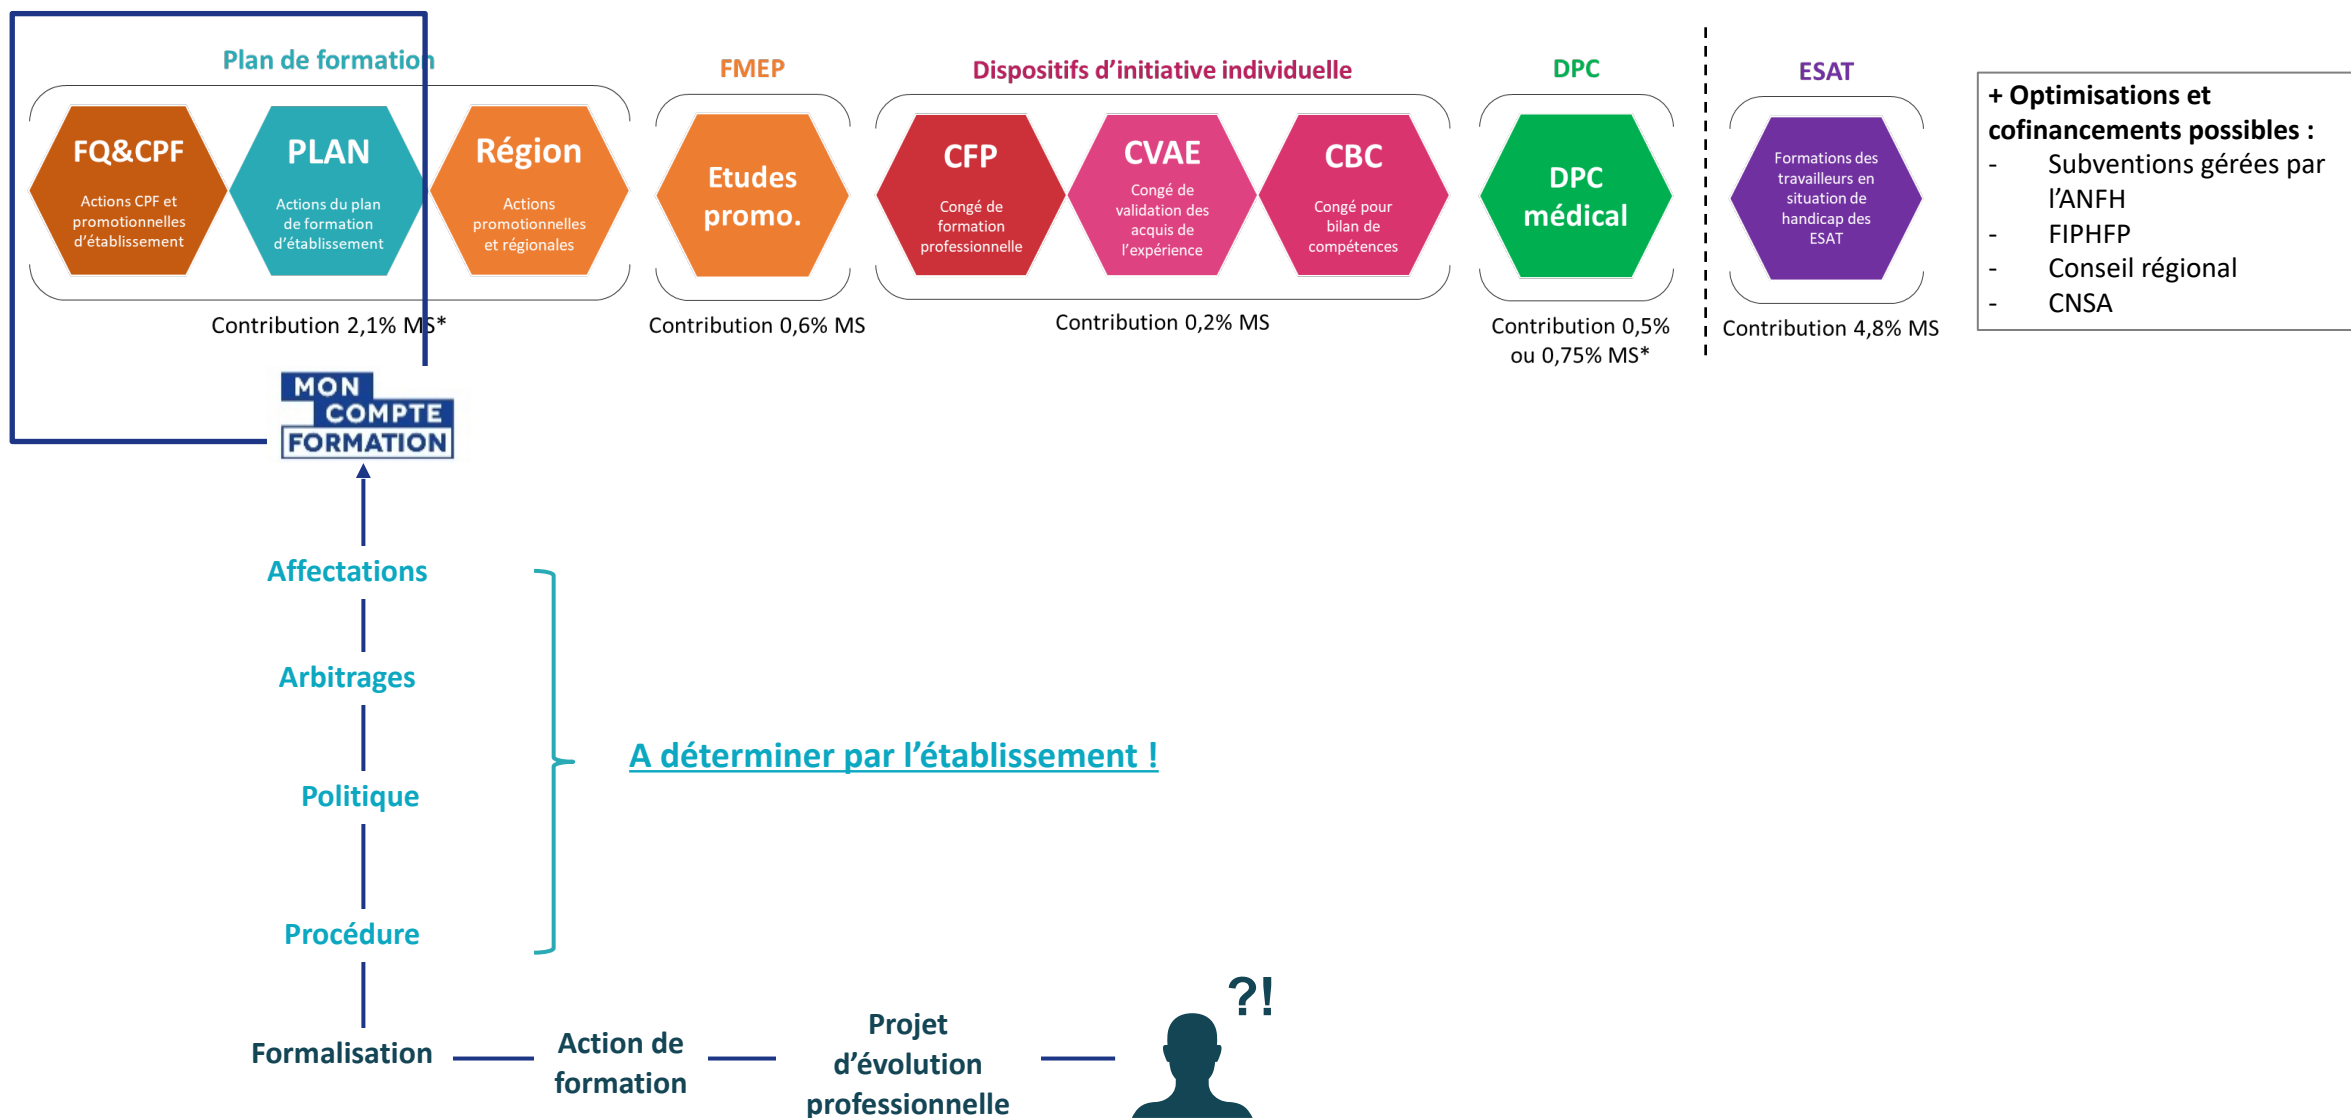 Plan de formation
FQ&CPF
Actions CPF et
promotionnelles
d'établissement
PLAN
Actions du plan
de formation
d'établissement
Région
Actions
promotionnelles
et régionales
Contribution 2,1% MS*
FMEP
Etudes
promo.
Contribution 0,6% MS
Dispositifs d'initiative individuelle
CFP
Congé de
formation
professionnelle
CVAE
Congé de
validation des
acquis de
l'expérience
CBC
Congé pour
bilan de
compétences
Contribution 0,2% MS
DPC
DPC
médical
Contribution 0,5%
ou 0,75% MS*
ESAT
Formations des
travailleurs en
situation de
handicap des
ESAT
Contribution 4,8% MS
+ Optimisations et
cofinancements possibles :
- Subventions gérées par
l'ANFH
- FIPHFP
- Conseil régional
- CNSA
MON
COMPTE
FORMATION
Affectations
Arbitrages
Politique
Procédure
A déterminer par l'établissement !
Formalisation
Action de
formation
Projet
d'évolution
professionnelle
?!